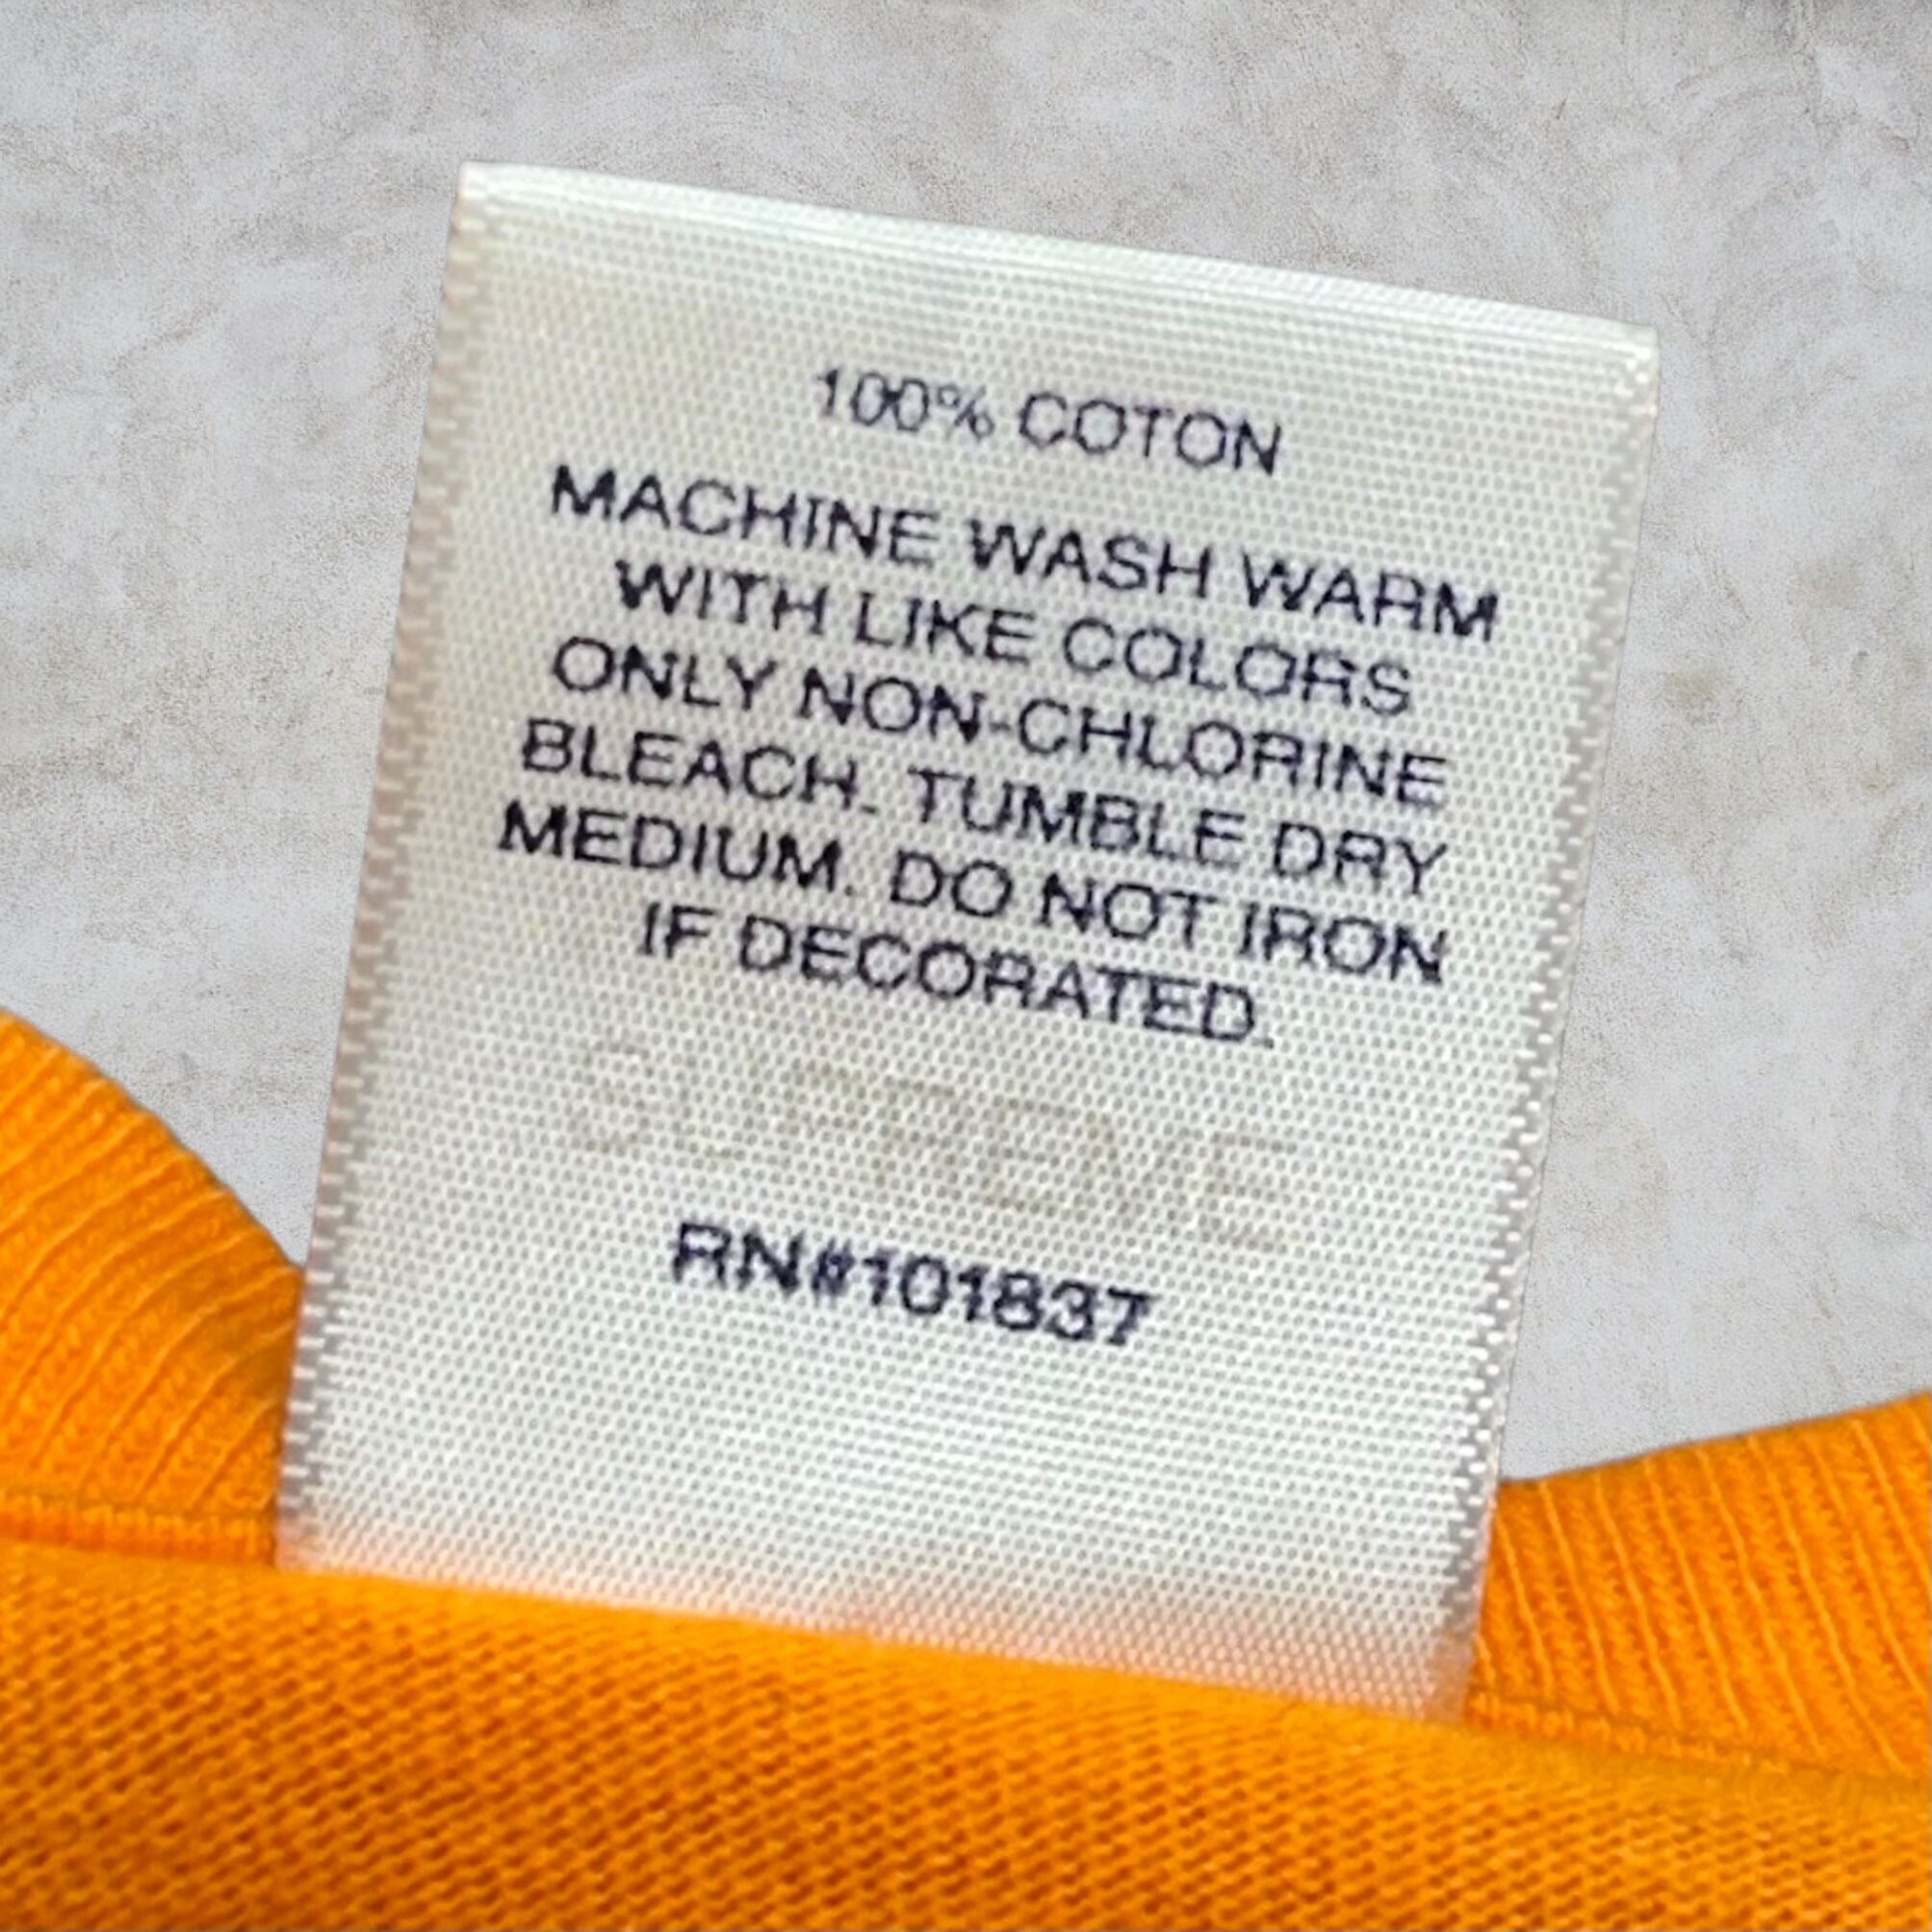 100% COTON
MACHINE WASH WARM
WITH LIKE COLORS
ONLY NON-CHLORINE
BLEACH. TUMBLE DRY
MEDIUM. DO NOT IRON
IF DECORATED.
RN#101837